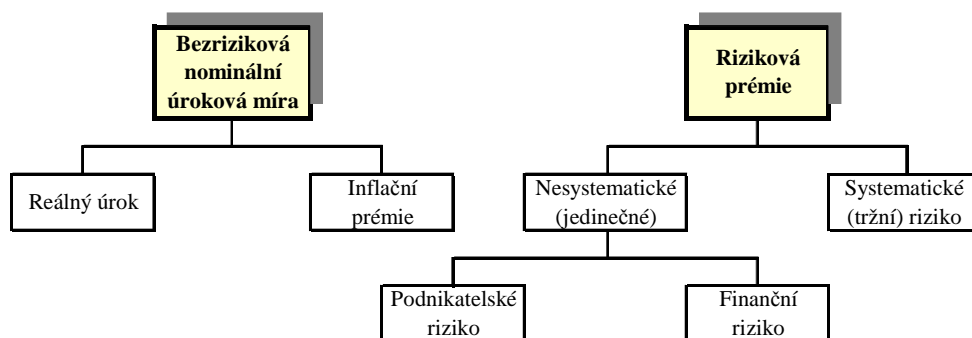 Bezriziková
nominální
úroková míra
Riziková
prémie
Reálný úrok
Inflační
prémie
Nesystematické
(jedinečné)
Systematické
(tržní) riziko
Podnikatelské
riziko
Finanční
riziko